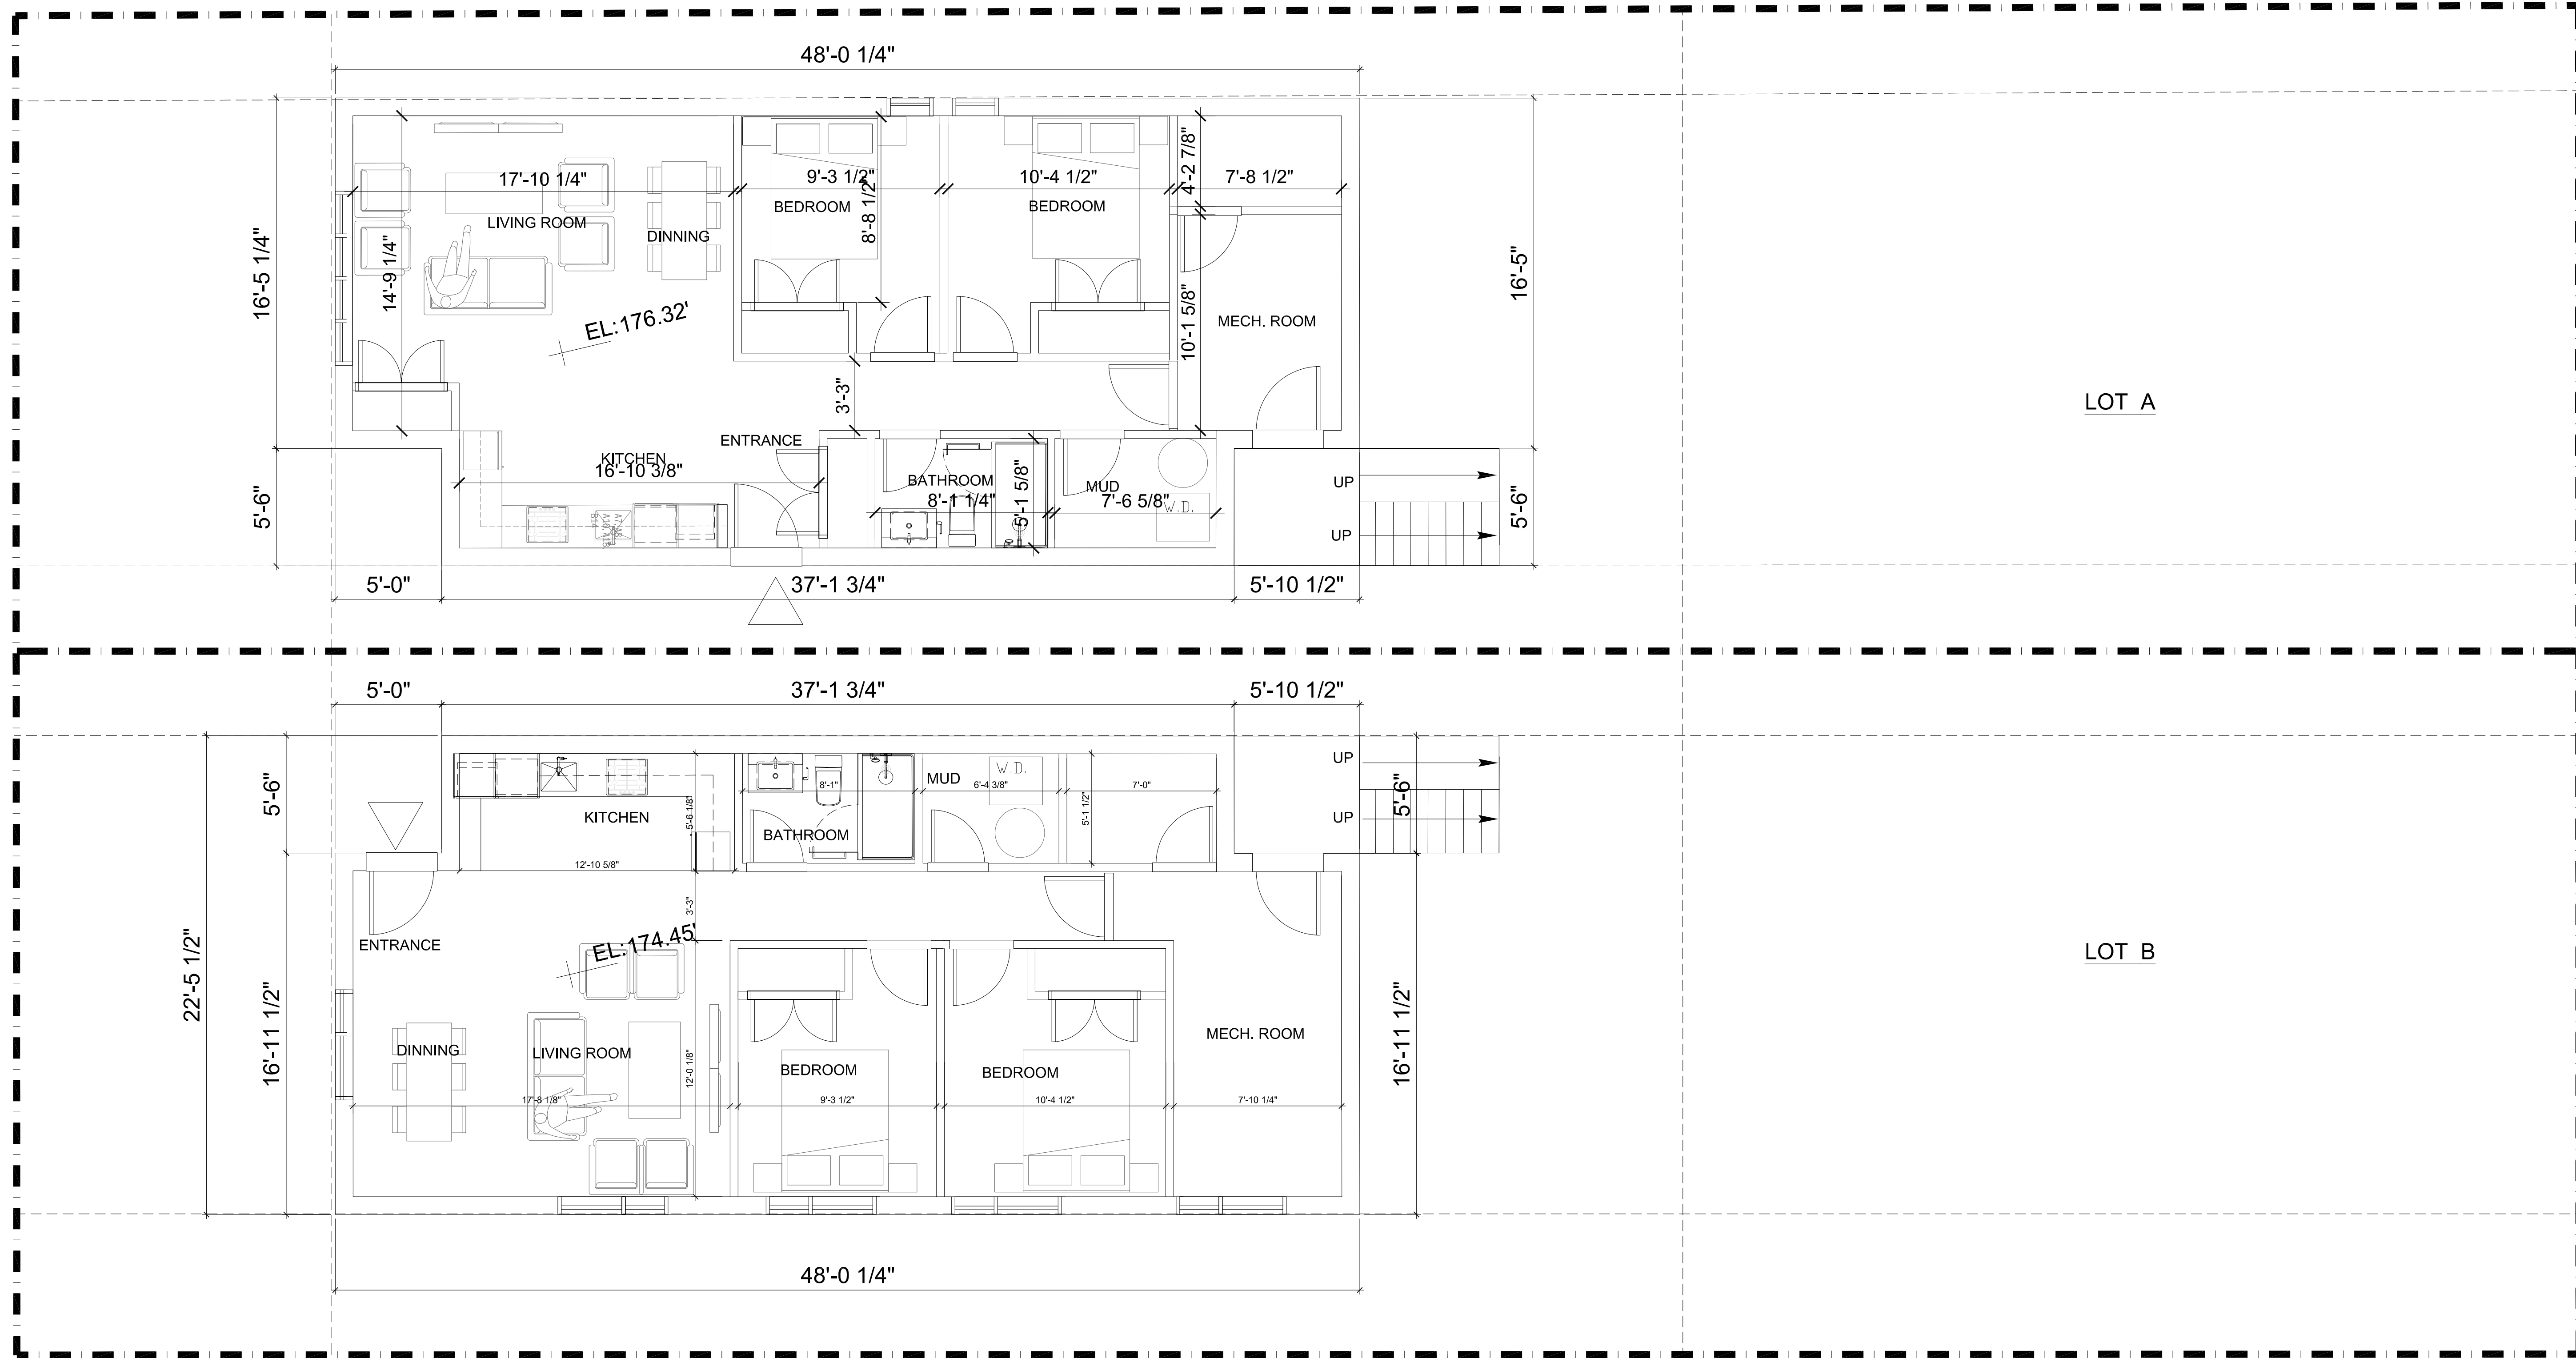 48'-0 1/4"
16'-5 1/4"
5'-6"
14'-9 1/4"
17'-10 1/4"
LIVING ROOM
DINNING
EL:176.32'
9'-3 1/2"
BEDROOM
8'-8 1/2"
10'-4 1/2"
BEDROOM
4'-2 7/8"
7'-8 1/2"
10'-1 5/8"
MECH. ROOM
3'-3"
ENTRANCE
KITCHEN
16'-10 3/8"
BATHROOM
8'-1 1/4"
5'-1 5/8"
MUD
7'-6 5/8"
W.D.
UP
UP
16'-5"
5'-6"
5'-0"
37'-1 3/4"
5'-10 1/2"
LOT A
5'-0"
37'-1 3/4"
5'-10 1/2"
22'-5 1/2"
5'-6"
16'-11 1/2"
KITCHEN
12'-10 5/8"
5'-6 1/8"
8'-1"
BATHROOM
MUD
W.D.
6'-4 3/8"
5'-1 1/2"
7'-0"
UP
UP
5'-6"
16'-11 1/2"
3'-3"
ENTRANCE
EL:174.45'
DINNING
LIVING ROOM
12'-0 1/8"
17'-8 1/8"
BEDROOM
9'-3 1/2"
BEDROOM
10'-4 1/2"
MECH. ROOM
7'-10 1/4"
48'-0 1/4"
LOT B